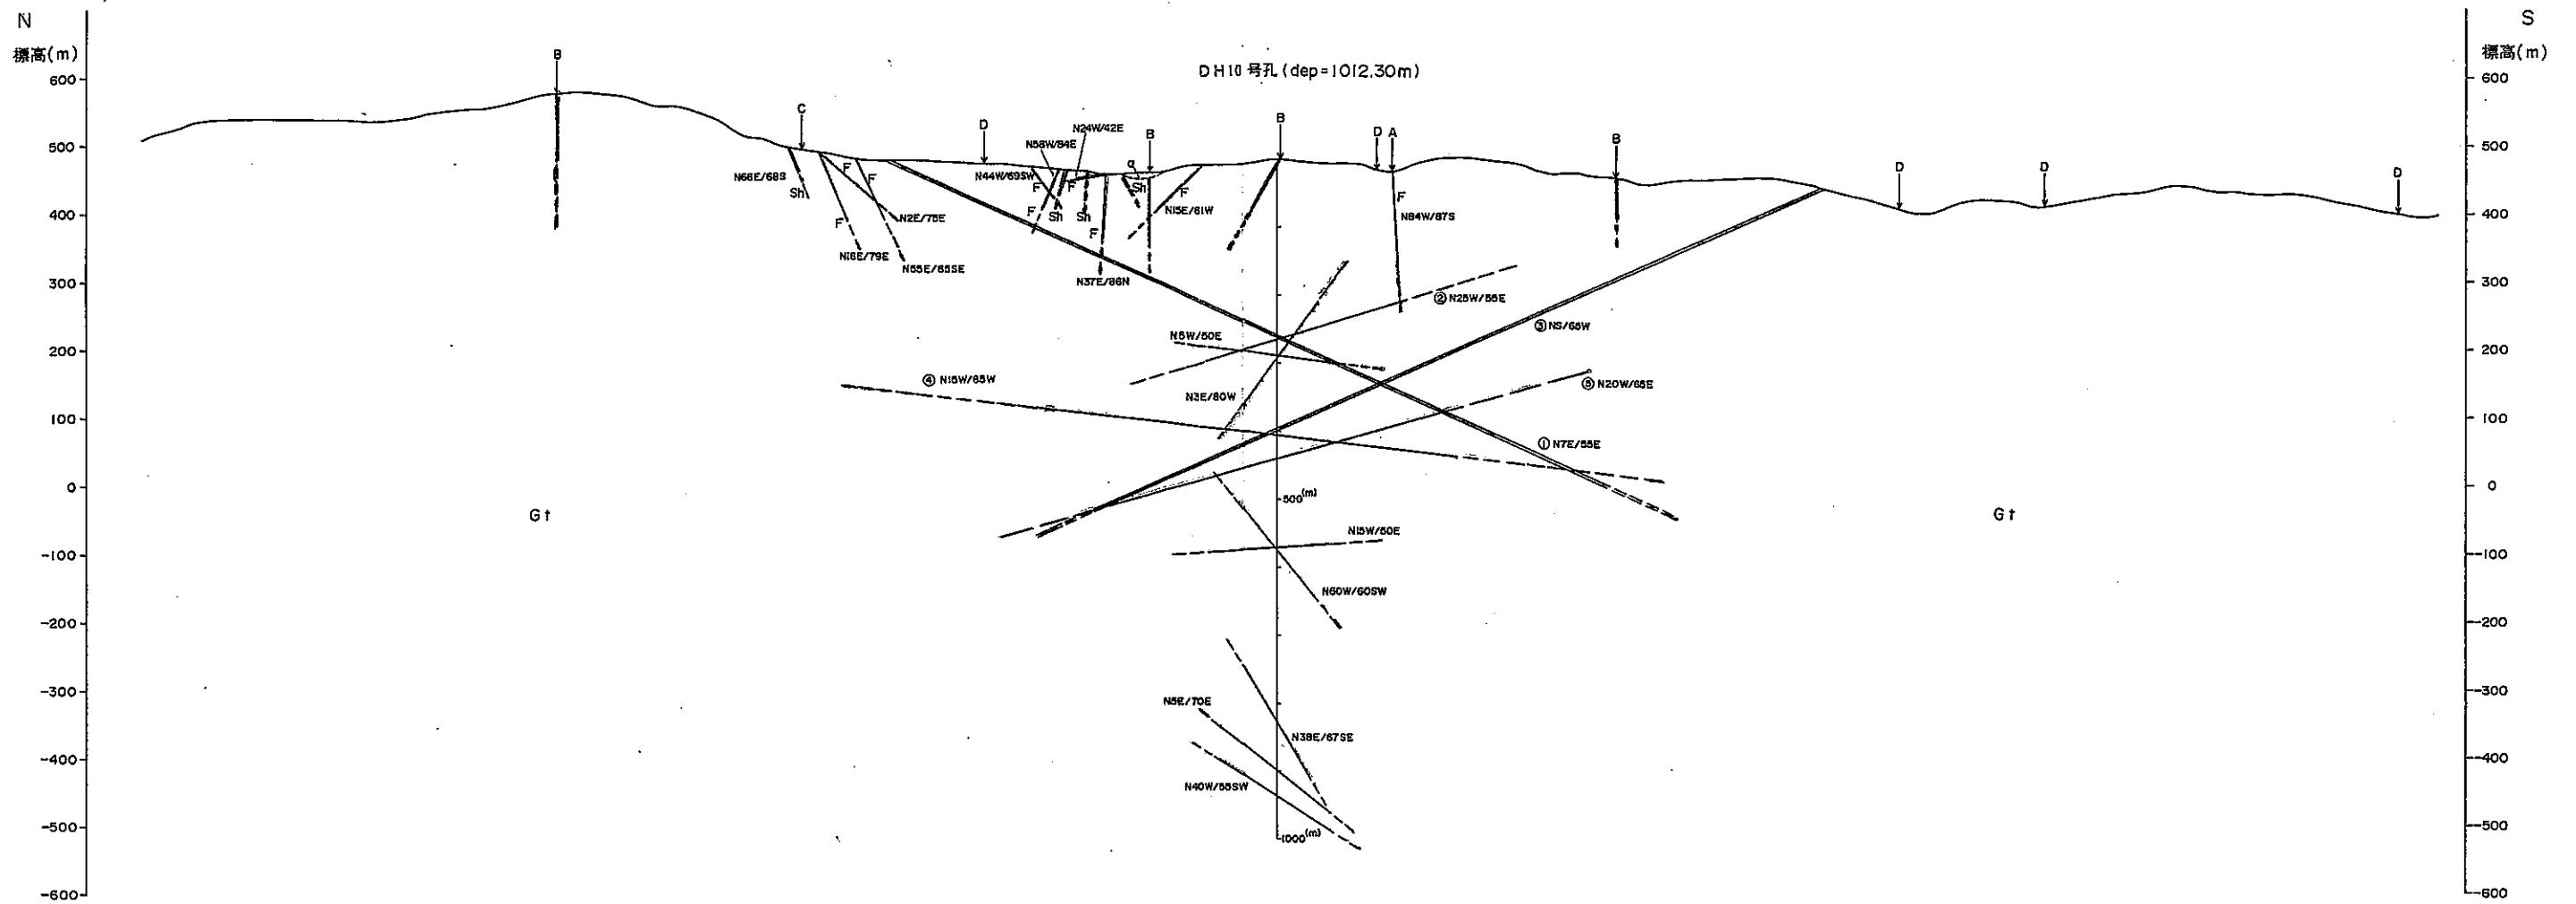 N
S
標高(m)
標高(m)
DH10号孔 (dep=1012.30m)
600
500
400
300
200
100
0
-100
-200
-300
-400
-500
-600
600
500
400
300
200
100
0
-100
-200
-300
-400
-500
-600
B
C
D
B
B
D
A
B
D
D
D
N66E/68S
Sh
F
F
F
N2E/75E
N16E/79E
N55E/65SE
N44W/69SW
N58W/84E
N24W/42E
F
F
F
Sh
Sh
F
N37E/86N
α
Sh
F
N15E/61W
F
N84W/87S
② N25W/55E
③ NS/65W
N5W/50E
④ N15W/65W
N3E/80W
⑤ N20W/65E
① N7E/55E
500(m)
Gt
Gt
N15W/50E
N60W/60SW
N5E/70E
N38E/67SE
N40W/55SW
1000(m)